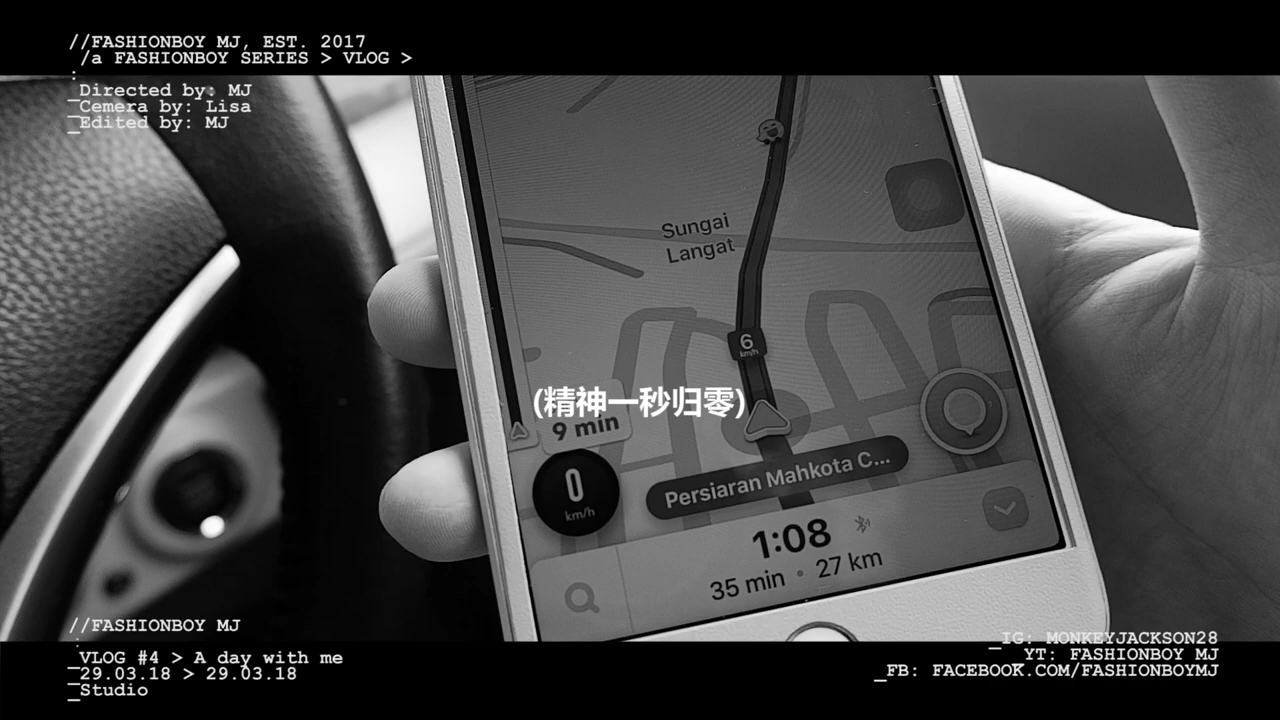 //FASHIONBOY MJ, EST. 2017
/a FASHIONBOY SERIES > VLOG >
:
_Directed by: MJ
_Cemera by: Lisa
_Edited by: MJ
Sungai
Langat
6
km/h
(精神一秒归零)
9 min
0
km/h
Persiaran Mahkota C...
1:08
35 min • 27 km
//FASHIONBOY MJ
:
_VLOG #4 > A day with me
_29.03.18 > 29.03.18
_Studio
_IG: MONKEYJACKSON28
YT: FASHIONBOY MJ
_FB: FACEBOOK.COM/FASHIONBOYMJ